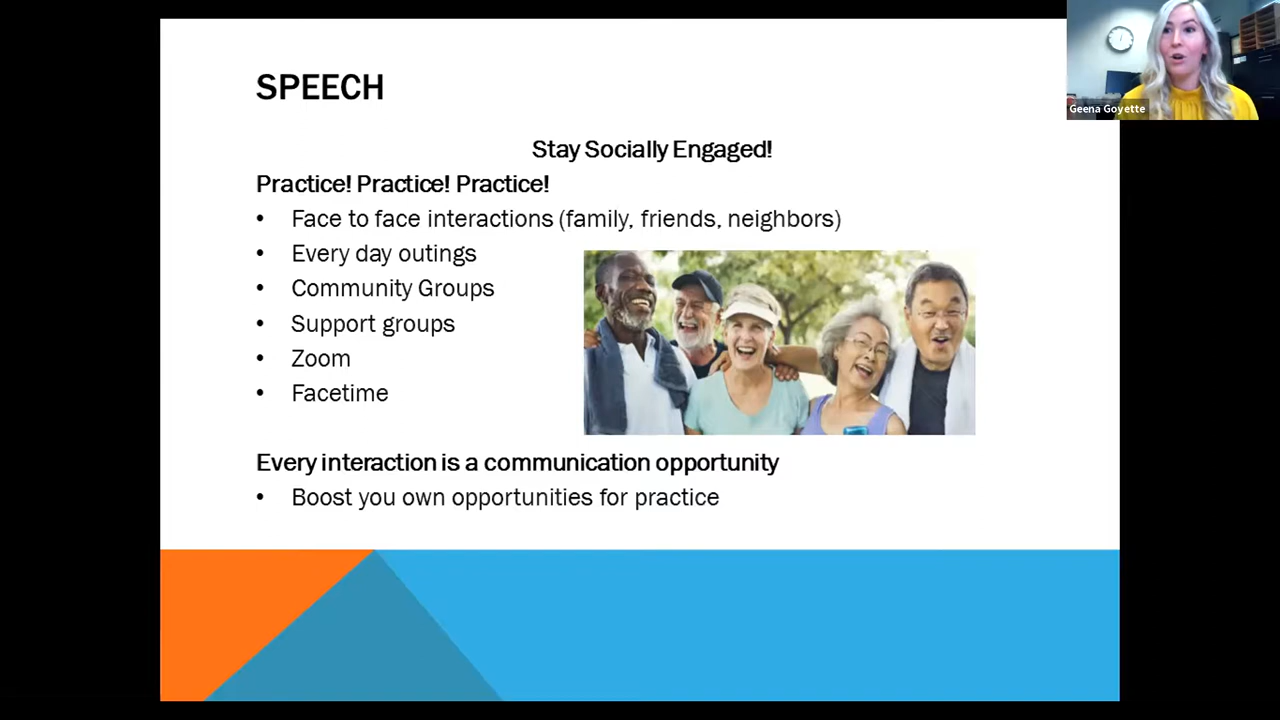 SPEECH
Stay Socially Engaged!
Practice! Practice! Practice!
• Face to face interactions (family, friends, neighbors)
• Every day outings
• Community Groups
• Support groups
• Zoom
• Facetime
Every interaction is a communication opportunity
• Boost you own opportunities for practice
Geena Goyette